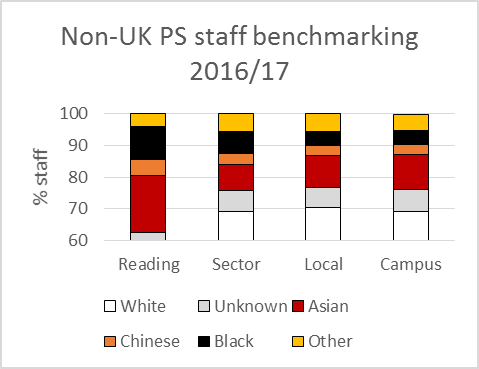 Non-UK PS staff benchmarking
2016/17
% staff
100
90
80
70
60
Reading Sector Local Campus
White Unknown Asian
Chinese Black Other